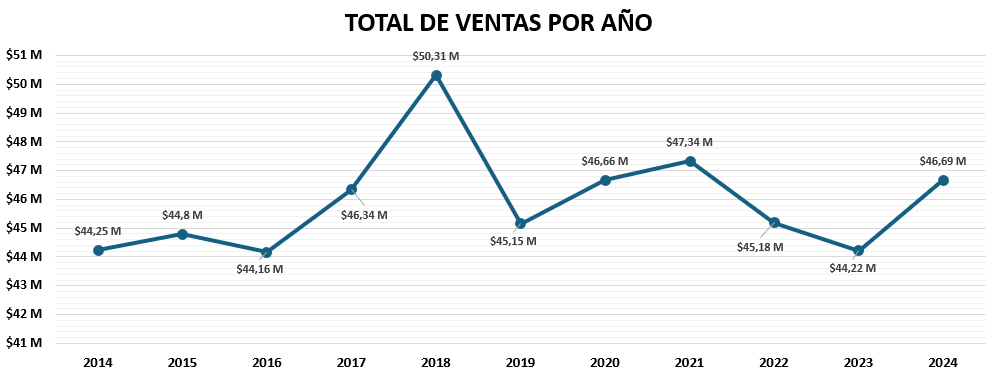 TOTAL DE VENTAS POR AÑO
$51 M
$50 M
$49 M
$48 M
$47 M
$46 M
$45 M
$44 M
$43 M
$42 M
$41 M
$44,25 M
$44,8 M
$44,16 M
$46,34 M
$50,31 M
$45,15 M
$46,66 M
$47,34 M
$45,18 M
$44,22 M
$46,69 M
2014 2015 2016 2017 2018 2019 2020 2021 2022 2023 2024